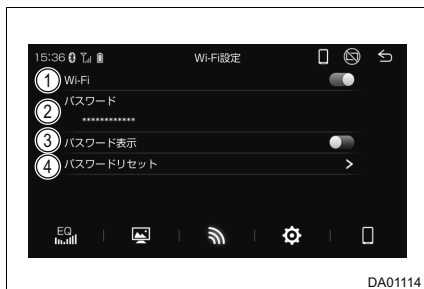 15:36 Wi-Fi設定
① Wi-Fi
② パスワード
************
③ パスワード表示
④ パスワードリセット
EQ
DA01114